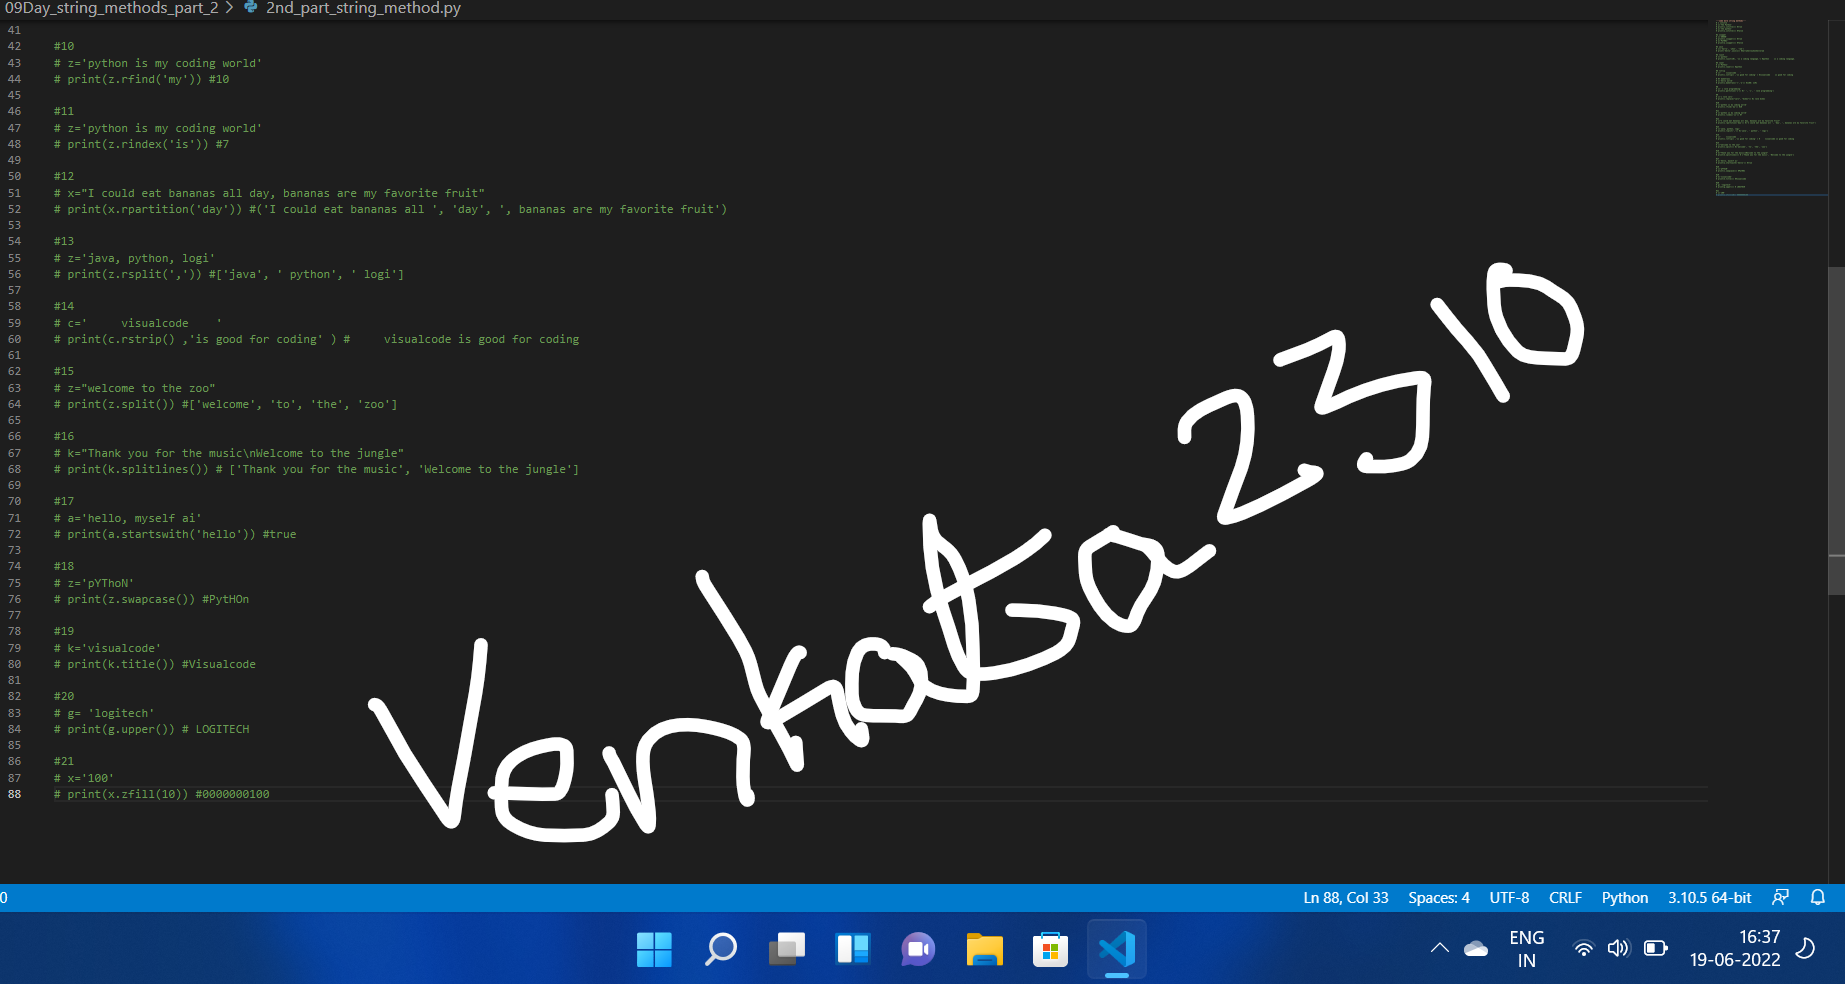 09Day_string_methods_part_2 > 2nd_part_string_method.py
41
42 #10
43 # z='python is my coding world'
44 # print(z.rfind('my')) #10
45
46 #11
47 # z='python is my coding world'
48 # print(z.rindex('is')) #7
49
50 #12
51 # x="I could eat bananas all day, bananas are my favorite fruit"
52 # print(x.rpartition('day')) #('I could eat bananas all ', 'day', ', bananas are my favorite fruit')
53
54 #13
55 # z='java, python, logi'
56 # print(z.rsplit(',')) #['java', ' python', ' logi']
57
58 #14
59 # c='     visualcode    '
60 # print(c.rstrip() ,'is good for coding' ) #     visualcode is good for coding
61
62 #15
63 # z="welcome to the zoo"
64 # print(z.split()) #['welcome', 'to', 'the', 'zoo']
65
66 #16
67 # k="Thank you for the music\nWelcome to the jungle"
68 # print(k.splitlines()) # ['Thank you for the music', 'Welcome to the jungle']
69
70 #17
71 # a='hello, myself ai'
72 # print(a.startswith('hello')) #true
73
74 #18
75 # z='pYThoN'
76 # print(z.swapcase()) #PytHOn
77
78 #19
79 # k='visualcode'
80 # print(k.title()) #Visualcode
81
82 #20
83 # g= 'logitech'
84 # print(g.upper()) # LOGITECH
85
86 #21
87 # x='100'
88 # print(x.zfill(10)) #0000000100
Venkatsa2310
0 Ln 88, Col 33 Spaces: 4 UTF-8 CRLF Python 3.10.5 64-bit
ENG 16:37
IN 19-06-2022